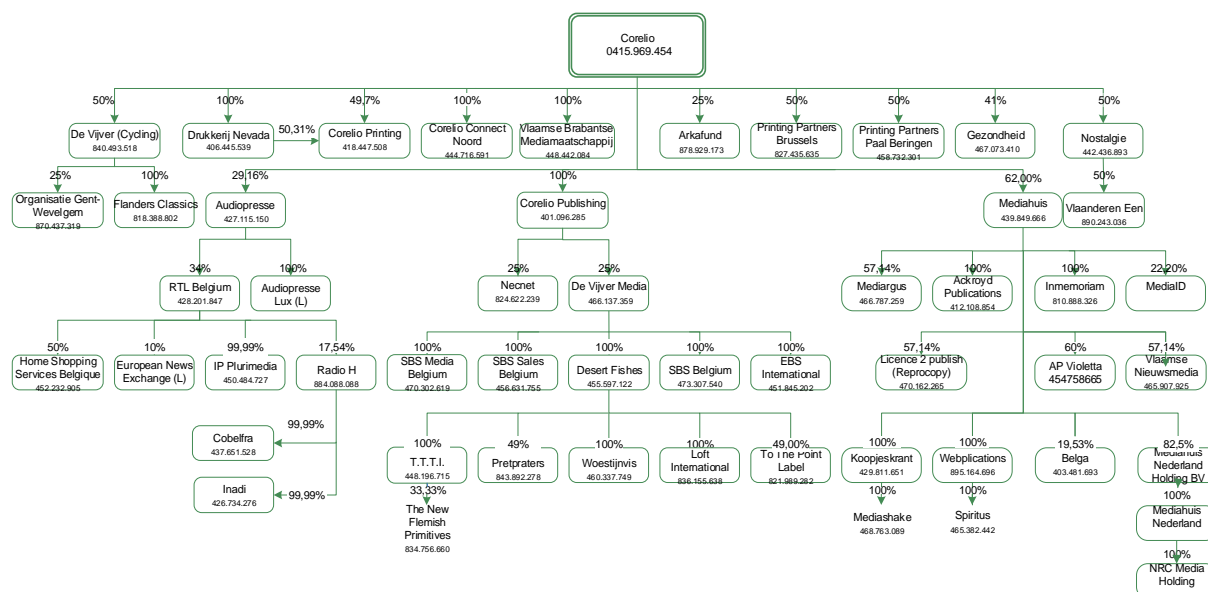 Corelio
0415.969.454
50%
100%
49,7%
100%
100%
25%
50%
50%
41%
50%
De Vijver (Cycling)
840.493.518
Drukkerij Nevada
406.445.539
50,31%
Corelio Printing
418.447.508
Corelio Connect
Noord
444.716.591
Vlaamse Brabantse
Mediamaatschappij
448.442.084
Arkafund
878.929.173
Printing Partners
Brussels
827.435.635
Printing Partners
Paal Beringen
458.732.301
Gezondheid
467.073.410
Nostalgie
442.436.893
25%
100%
29,16%
100%
62,00%
50%
Organisatie Gent-
Wevelgem
870.437.319
Flanders Classics
818.388.802
Audiopresse
427.115.150
Corelio Publishing
401.096.285
Mediahuis
439.849.666
Vlaanderen Een
890.243.036
34%
100%
25%
25%
57,14%
100%
100%
22,20%
RTL Belgium
428.201.847
Audiopresse
Lux (L)
Necnet
824.622.239
De Vijver Media
466.137.359
Mediargus
466.787.259
Ackroyd
Publications
412.108.854
Inmemoriam
810.888.326
MediaID
50%
10%
99,99%
17,54%
100%
100%
100%
100%
100%
57,14%
60%
57,14%
Home Shopping
Services Belgique
452.232.905
European News
Exchange (L)
IP Plurimedia
450.484.727
Radio H
884.088.088
SBS Media
Belgium
470.302.619
SBS Sales
Belgium
456.631.755
Desert Fishes
455.597.122
SBS Belgium
473.307.540
EBS
International
451.845.202
Licence 2 publish
(Reprocopy)
470.162.265
AP Violetta
454758665
Vlaamse
Nieuwsmedia
465.907.925
99,99%
Cobelfra
437.651.528
Inadi
426.734.276
99,99%
100%
49%
100%
100%
49,00%
100%
100%
19,53%
82,5%
T.T.T.I.
448.196.715
Pretpraters
843.892.278
Woestijnvis
460.337.749
Loft
International
836.155.638
To The Point
Label
821.989.282
Koopjeskrant
429.811.651
Webplications
895.164.696
Belga
403.481.693
Mediahuis
Nederland
Holding BV
33,33%
The New
Flemish
Primitives
834.756.660
100%
Mediashake
468.763.089
100%
Spiritus
465.382.442
100%
Mediahuis
Nederland
100%
NRC Media
Holding